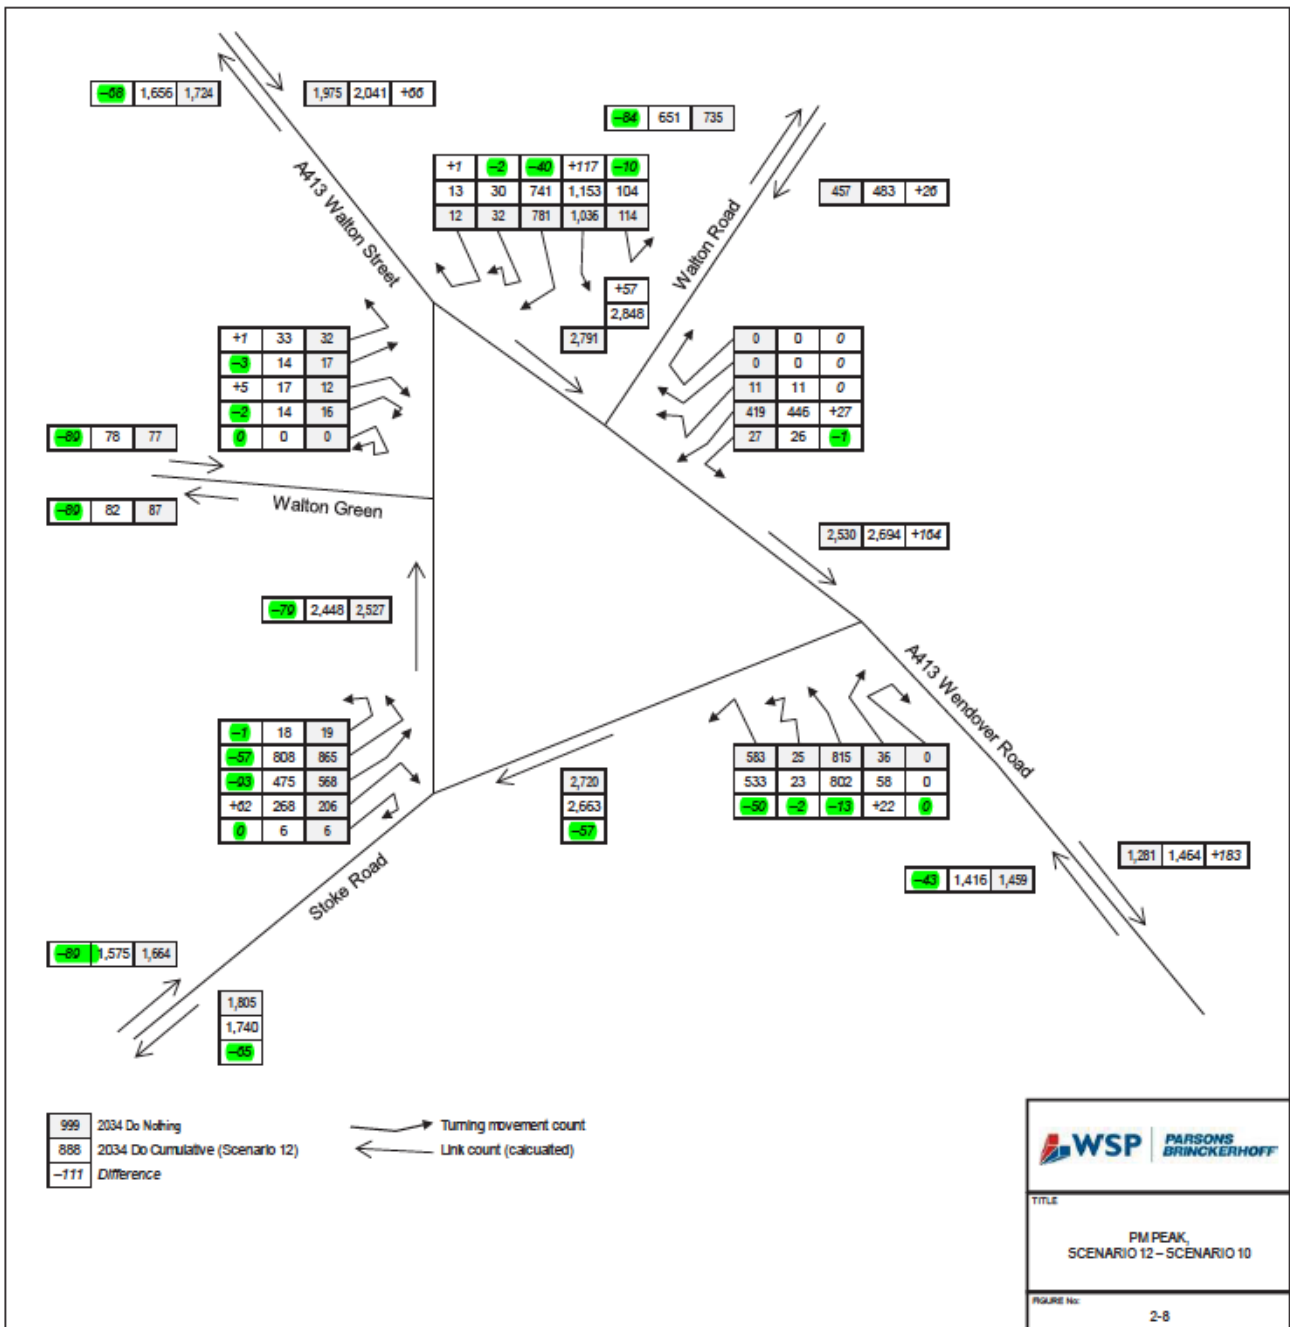 –68 1,656 1,724
1,975 2,041 +66
–84 651 735
A413 Walton Street
+1 –2 –40 +117 –10
13 30 741 1,153 104
12 32 781 1,036 114
457 483 +26
Walton Road
+57
2,848
2,791
+1 33 32
–3 14 17
+5 17 12
–2 14 16
0 0 0
0 0 0
0 0 0
11 11 0
419 446 +27
27 26 –1
–89 78 77
Walton Green
–89 82 87
2,530 2,694 +164
–79 2,448 2,527
A413 Wendover Road
–1 18 19
–57 808 865
–93 475 568
+62 268 206
0 6 6
583 25 815 36 0
533 23 802 58 0
–50 –2 –13 +22 0
2,720
2,663
–57
1,281 1,464 +183
–43 1,416 1,459
Stoke Road
–89 1,575 1,664
1,805
1,740
–65
999 2034 Do Nothing
888 2034 Do Cumulative (Scenario 12)
–111 Difference
Turning movement count
Link count (calcualted)
WSP PARSONS
BRINCKERHOFF
TITLE
PM PEAK,
SCENARIO 12 – SCENARIO 10
FIGURE No:
2-8